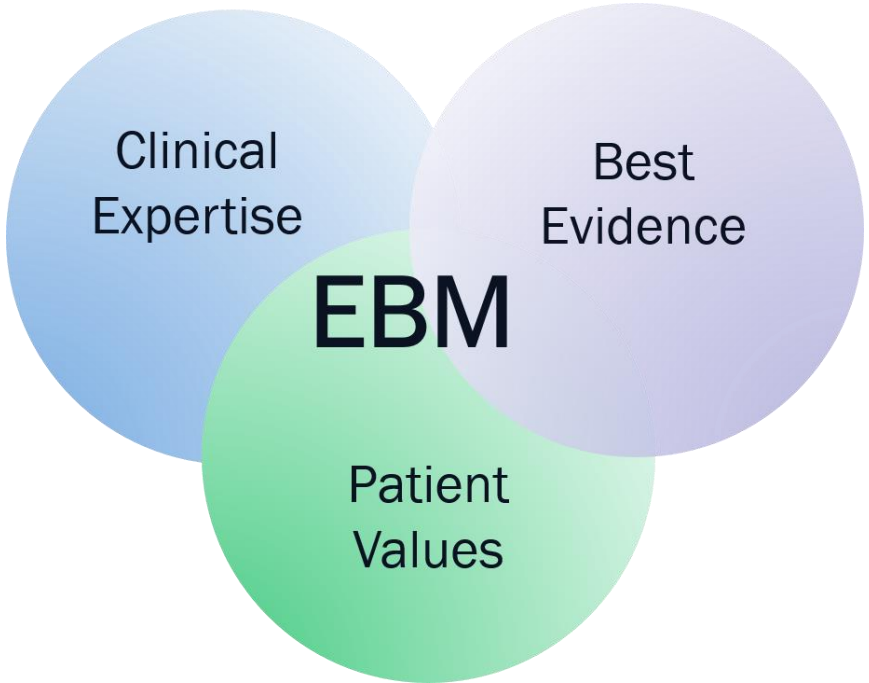 Clinical
Expertise
Best
Evidence
EBM
Patient
Values